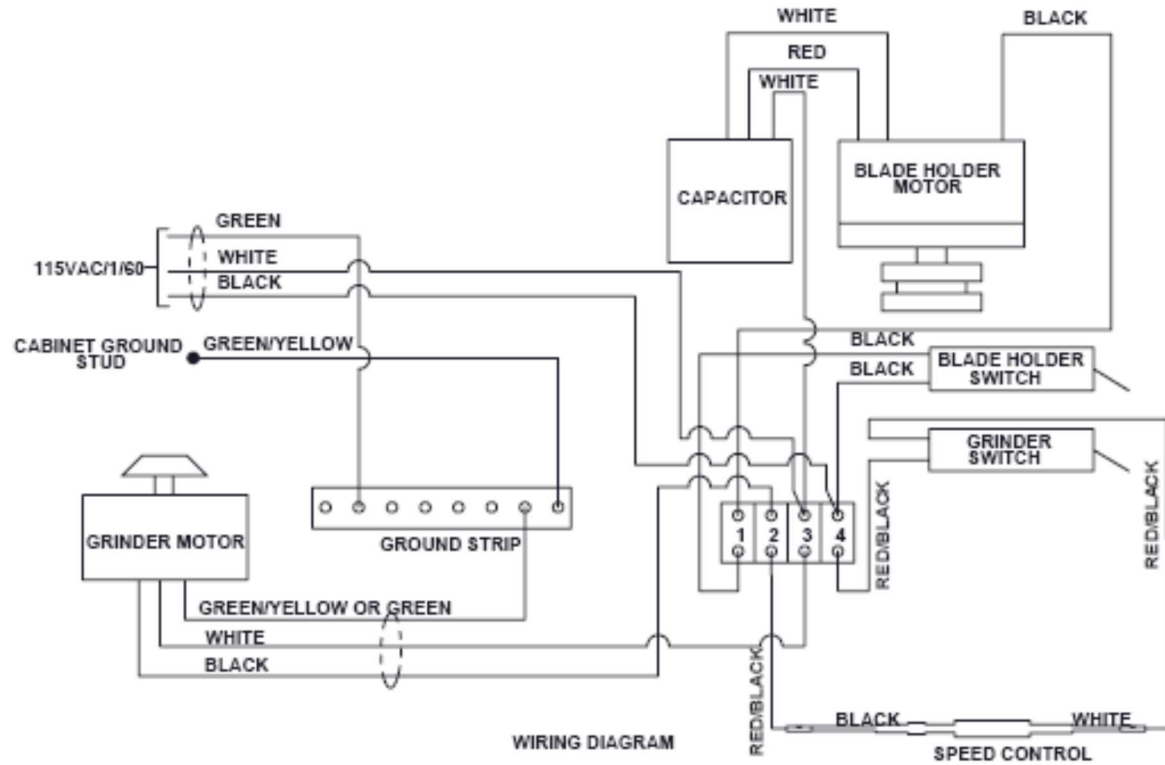 WHITE
BLACK
RED
WHITE
CAPACITOR
BLADE HOLDER
MOTOR
GREEN
WHITE
115VAC/1/60
BLACK
CABINET GROUND
STUD
GREEN/YELLOW
BLACK
BLADE HOLDER
SWITCH
BLACK
GRINDER
SWITCH
RED/BLACK
RED/BLACK
1 2 3 4
GRINDER MOTOR
GROUND STRIP
GREEN/YELLOW OR GREEN
WHITE
BLACK
RED/BLACK
BLACK
WHITE
SPEED CONTROL
WIRING DIAGRAM